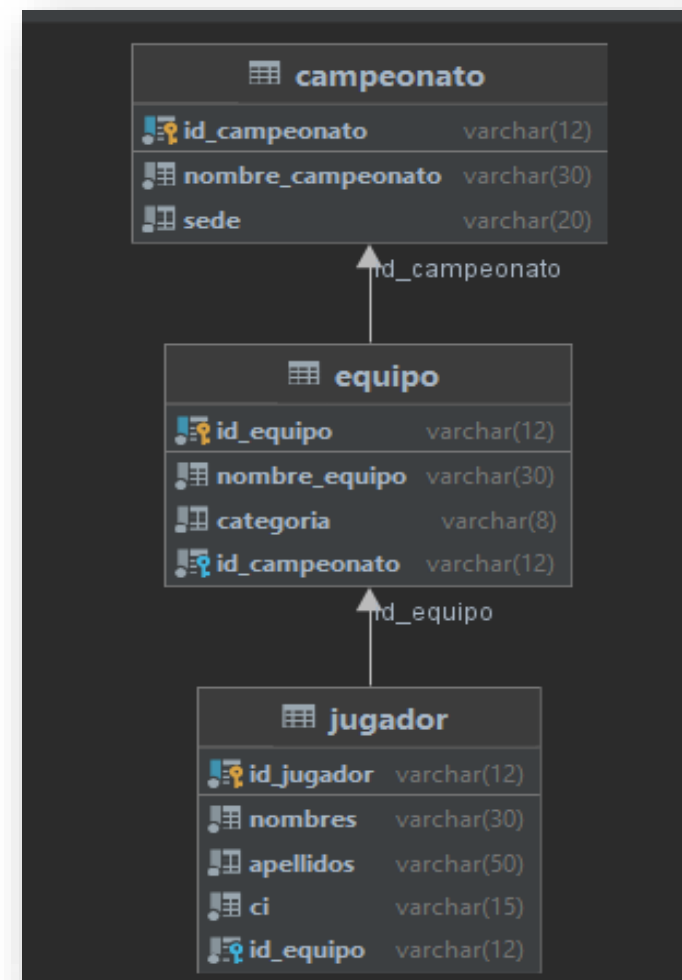 campeonato
id_campeonato varchar(12)
nombre_campeonato varchar(30)
sede varchar(20)
id_campeonato
equipo
id_equipo varchar(12)
nombre_equipo varchar(30)
categoria varchar(8)
id_campeonato varchar(12)
id_equipo
jugador
id_jugador varchar(12)
nombres varchar(30)
apellidos varchar(50)
ci varchar(15)
id_equipo varchar(12)